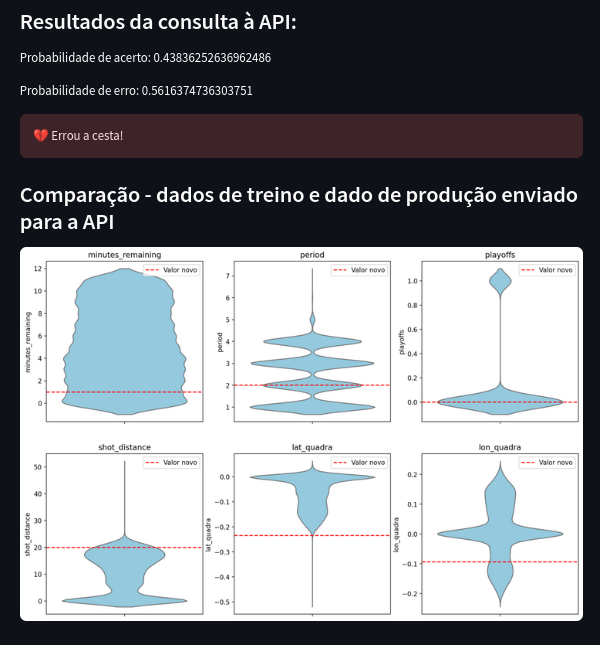 Resultados da consulta à API:
Probabilidade de acerto: 0.43836252636962486
Probabilidade de erro: 0.5616374736303751
💔 Errou a cesta!
Comparação - dados de treino e dado de produção enviado
para a API
minutes_remaining
Valor novo
minutes_remaining
12
10
8
6
4
2
0
period
Valor novo
period
7
6
5
4
3
2
1
playoffs
Valor novo
playoffs
1.0
0.8
0.6
0.4
0.2
0.0
shot_distance
Valor novo
shot_distance
50
40
30
20
10
0
lat_quadra
Valor novo
lat_quadra
0.0
−0.1
−0.2
−0.3
−0.4
−0.5
lon_quadra
Valor novo
lon_quadra
0.2
0.1
0.0
−0.1
−0.2